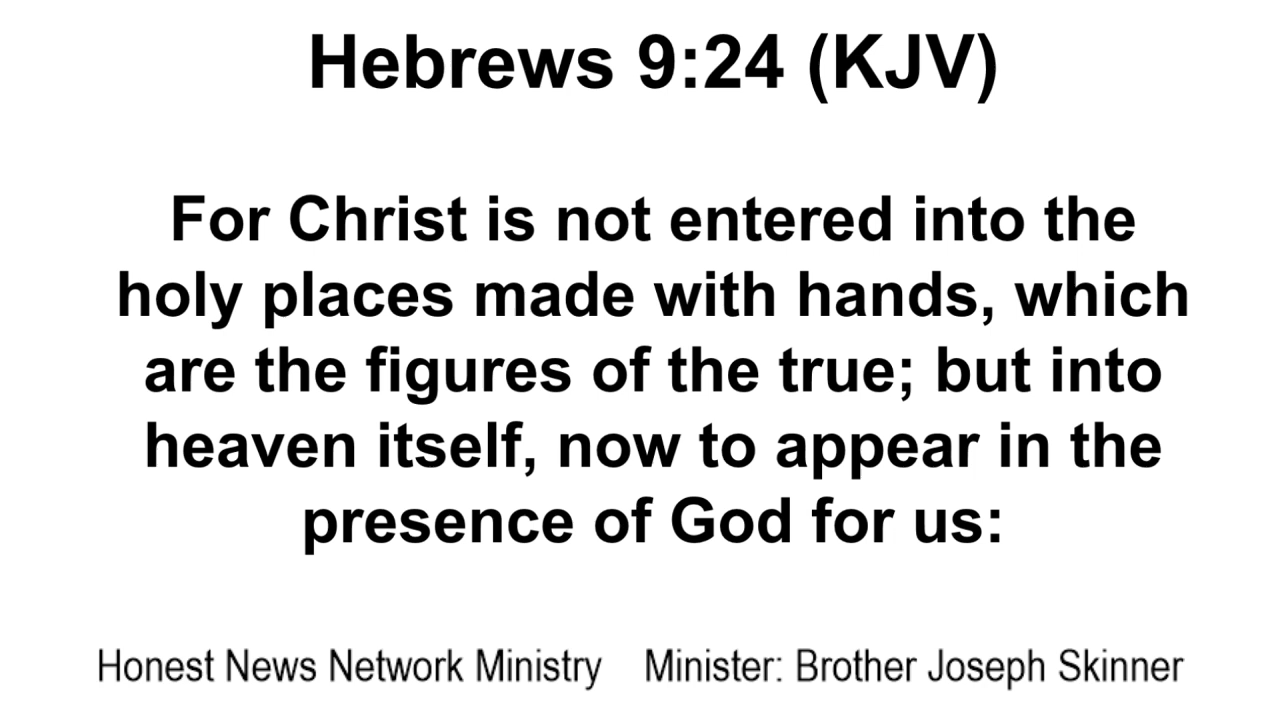 Hebrews 9:24 (KJV)
For Christ is not entered into the
holy places made with hands, which
are the figures of the true; but into
heaven itself, now to appear in the
presence of God for us:
Honest News Network Ministry    Minister: Brother Joseph Skinner